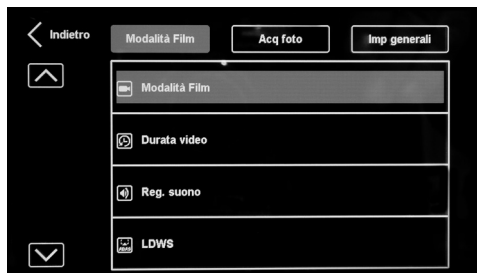 Indietro
Modalità Film
Acq foto
Imp generali
Modalità Film
Durata video
Reg. suono
LDWS